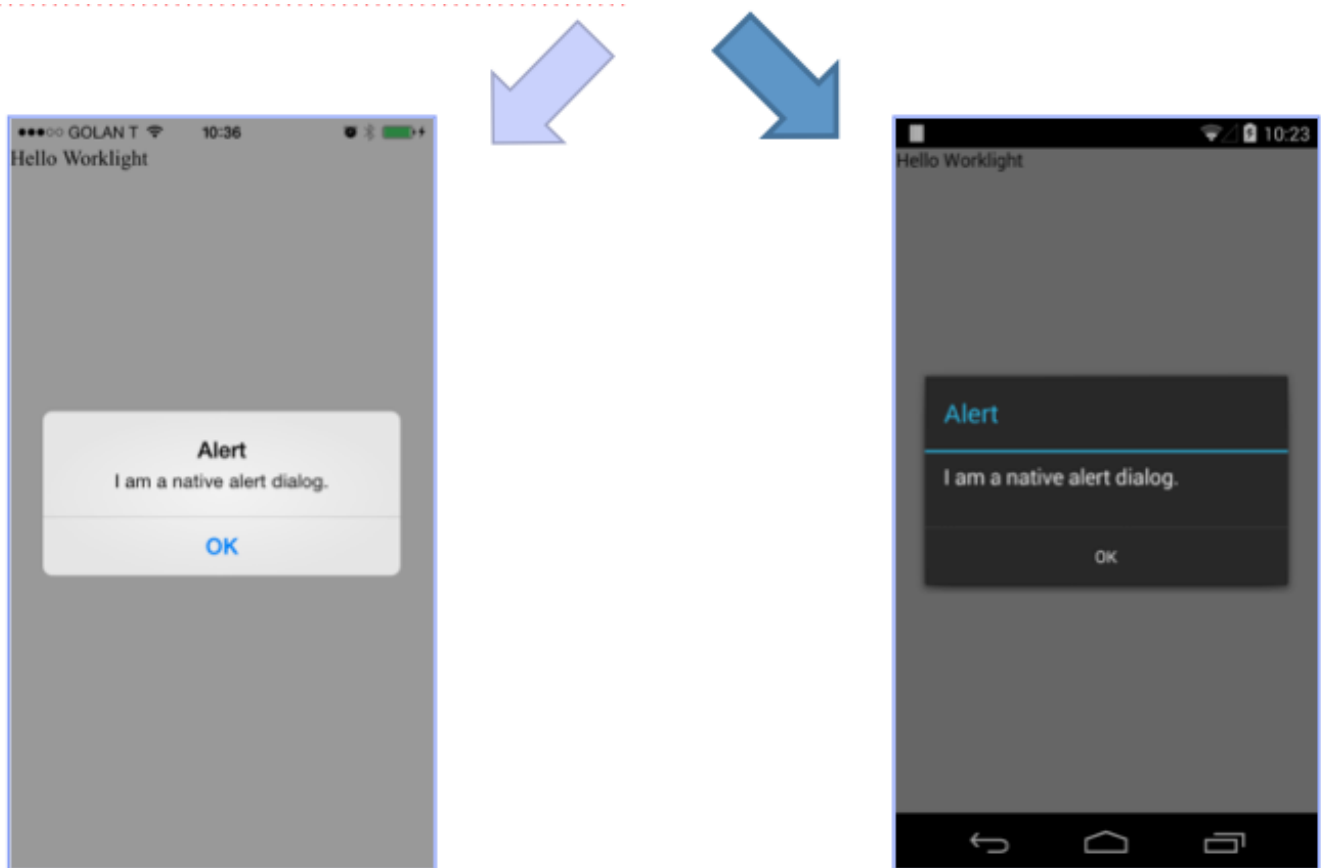 GOLAN T 10:36
Hello Worklight
Alert
I am a native alert dialog.
OK
10:23
Hello Worklight
Alert
I am a native alert dialog.
OK